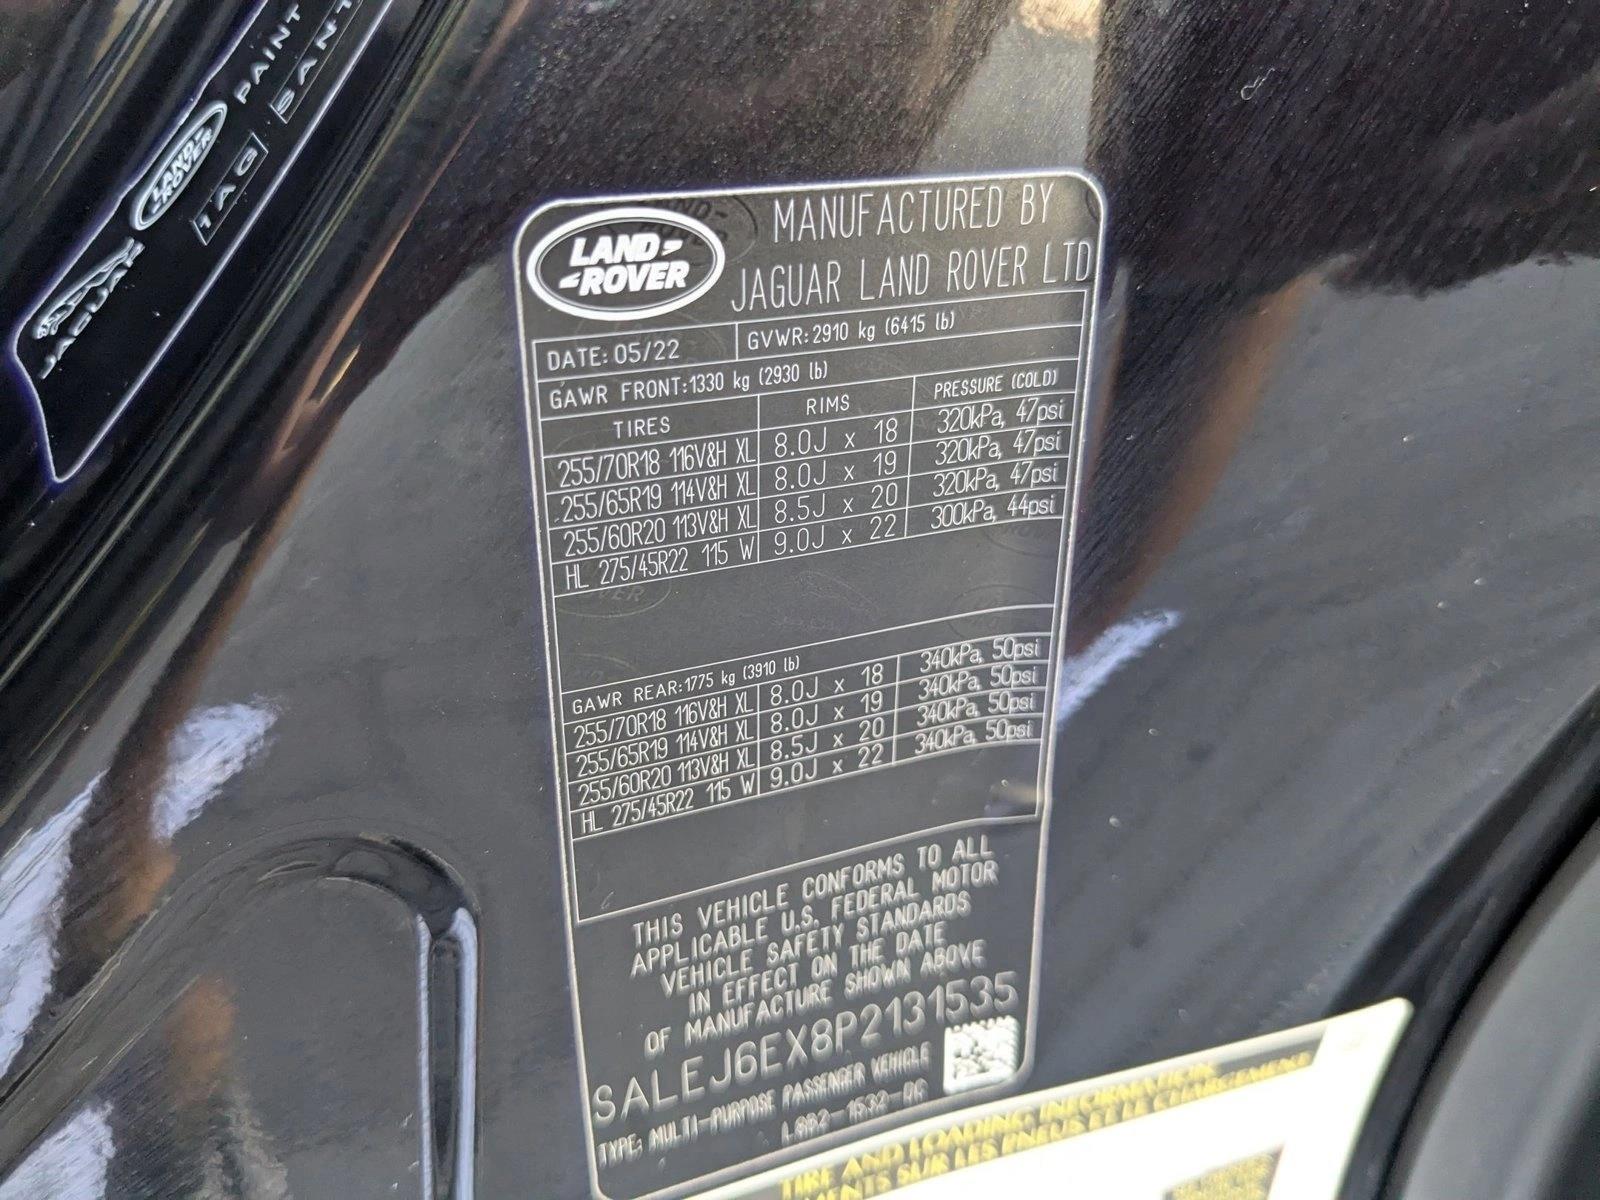 JAGUAR
LAND-
-ROVER
PAINT
1AG
SANT
LAND-
-ROVER
MANUFACTURED BY
JAGUAR LAND ROVER LTD
DATE: 05/22
GVWR: 2910 kg (6415 lb)
GAWR FRONT: 1330 kg (2930 lb)
TIRES RIMS PRESSURE (COLD)
255/70R18 116V&H XL 8.0J x 18 320kPa, 47psi
255/65R19 114V&H XL 8.0J x 19 320kPa, 47psi
255/60R20 113V&H XL 8.5J x 20 320kPa, 47psi
HL 275/45R22 115 W 9.0J x 22 300kPa, 44psi
GAWR REAR: 1775 kg (3910 lb)
255/70R18 116V&H XL 8.0J x 18 340kPa, 50psi
255/65R19 114V&H XL 8.0J x 19 340kPa, 50psi
255/60R20 113V&H XL 8.5J x 20 340kPa, 50psi
HL 275/45R22 115 W 9.0J x 22 340kPa, 50psi
THIS VEHICLE CONFORMS TO ALL
APPLICABLE U.S. FEDERAL MOTOR
VEHICLE SAFETY STANDARDS
IN EFFECT ON THE DATE
OF MANUFACTURE SHOWN ABOVE
SALEJ6EX8P2131535
TYPE: MULTI-PURPOSE PASSENGER VEHICLE
TIRE AND LOADING INFORMATION
SUR LES PNEUS ET LE CHARGEMENT